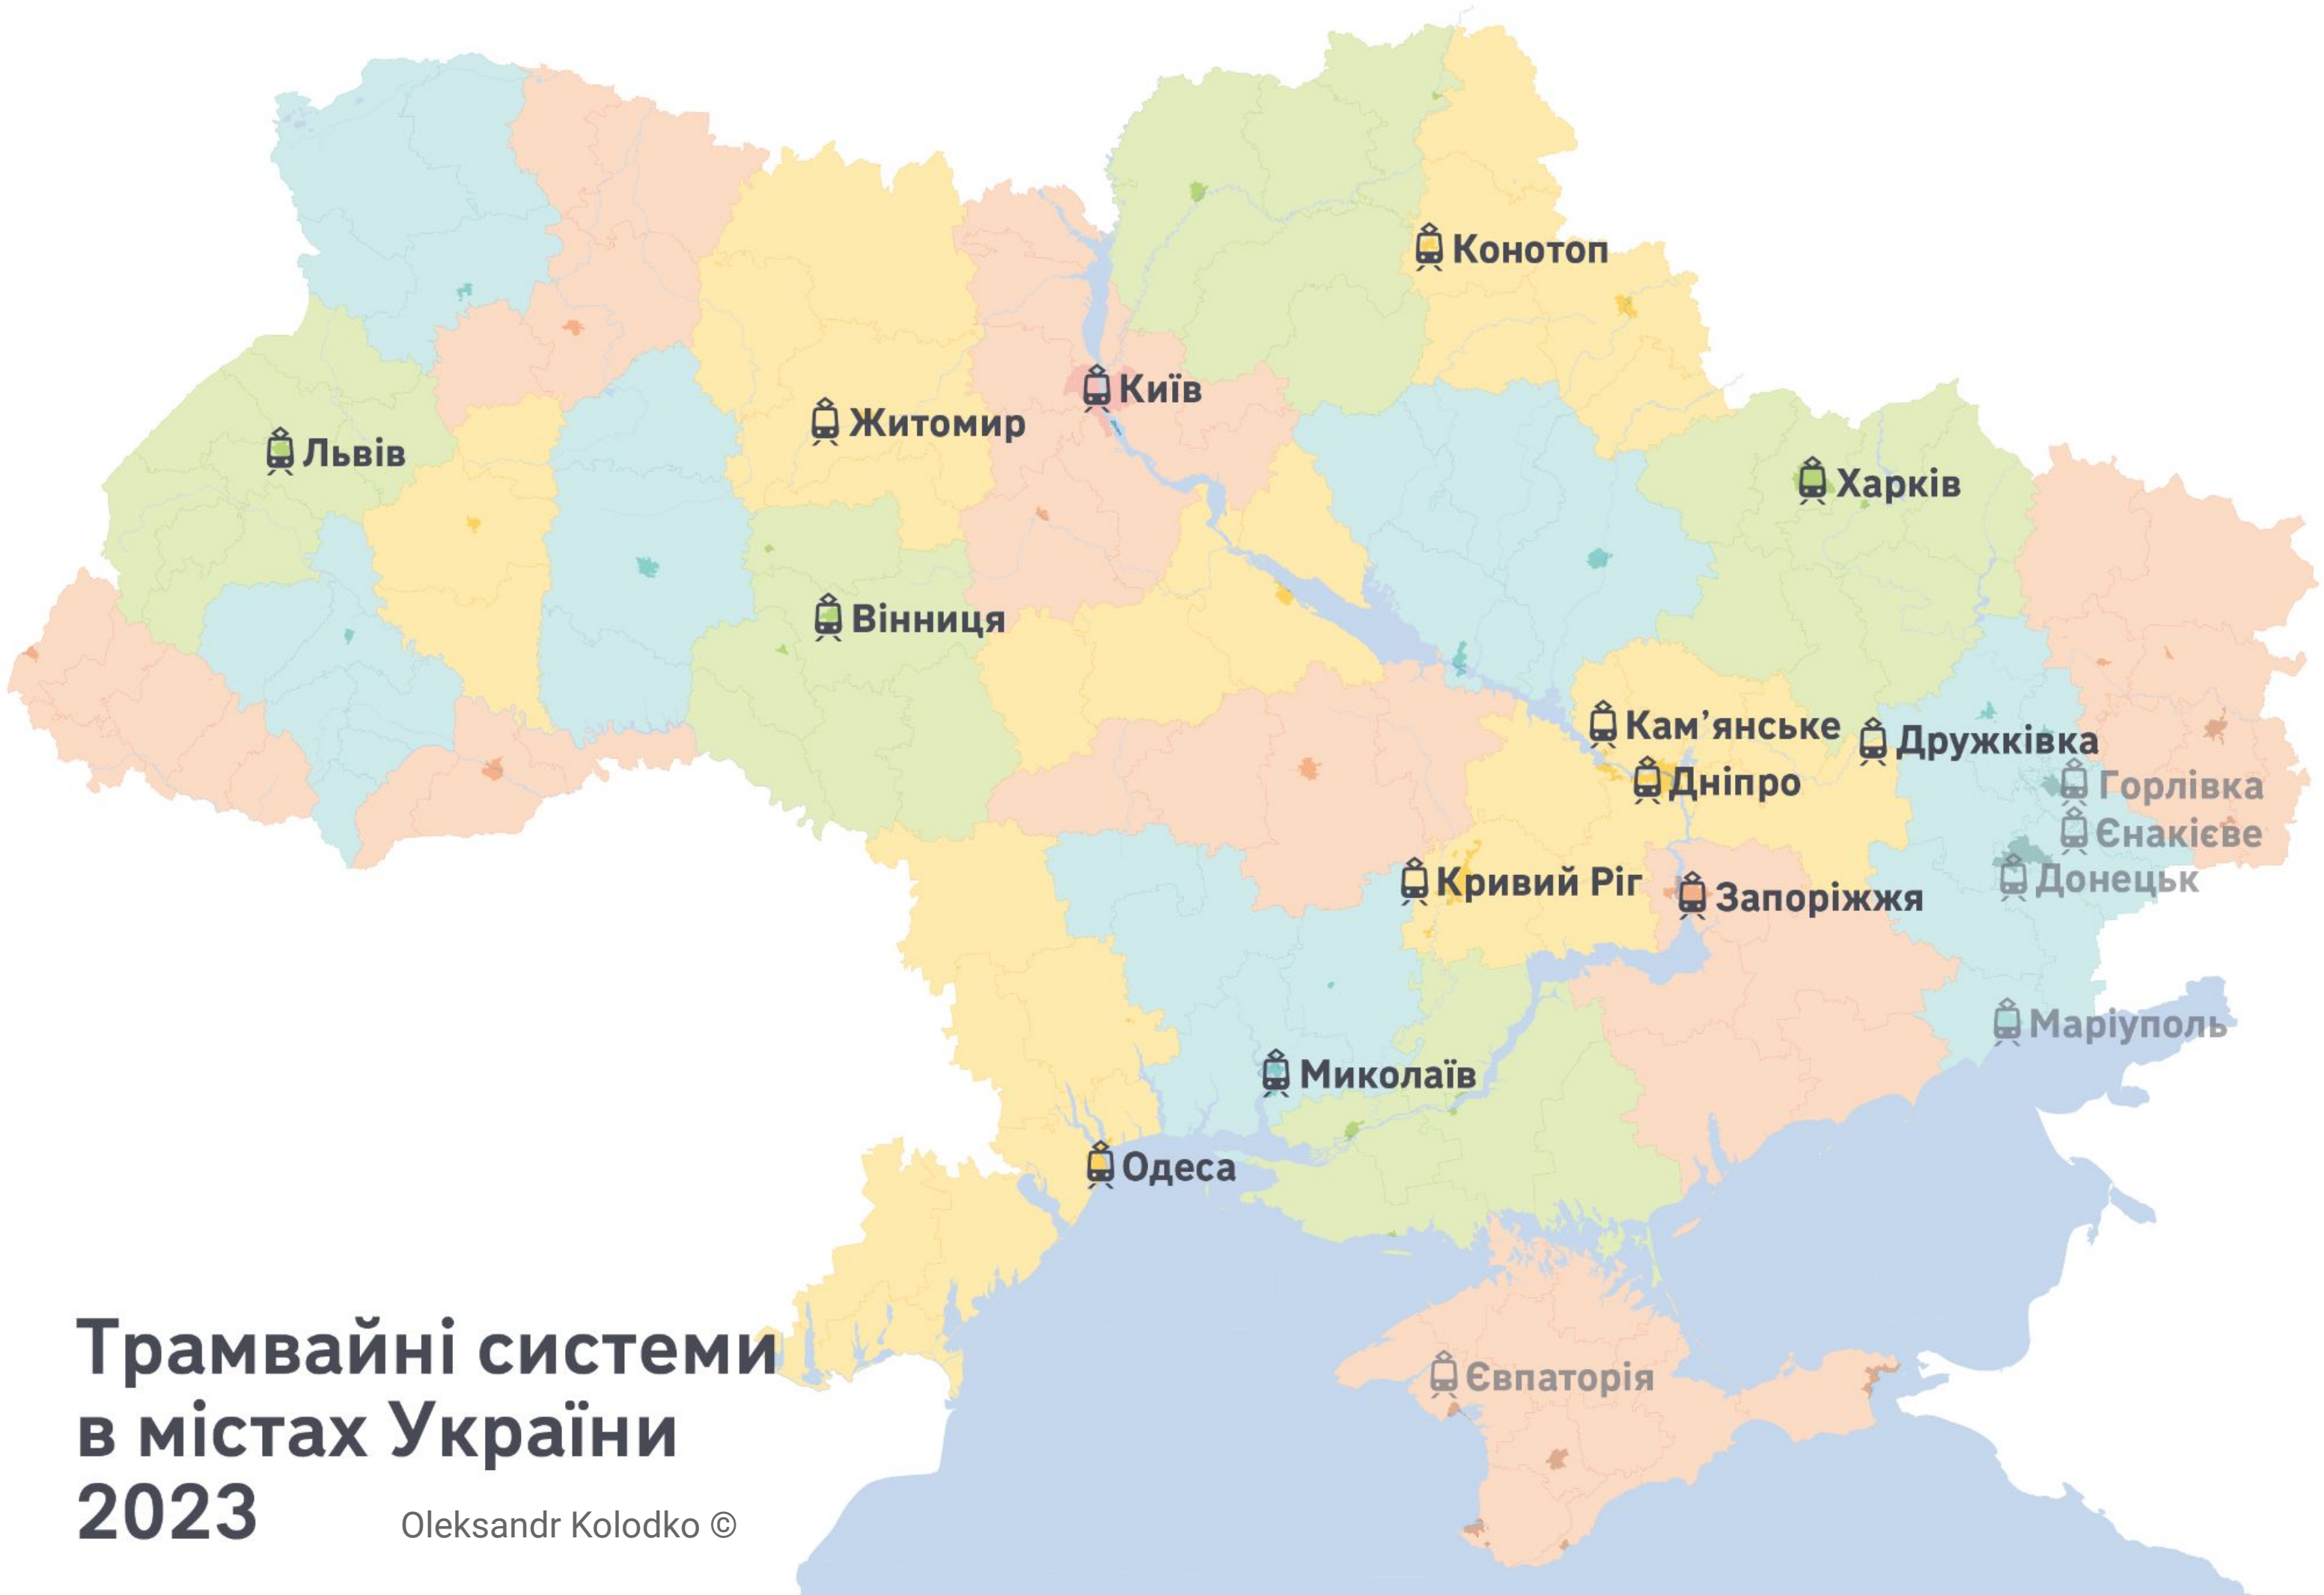 Конотоп
Київ
Житомир
Львів
Харків
Вінниця
Кам’янське
Дружківка
Дніпро
Горлівка
Єнакієве
Донецьк
Кривий Ріг
Запоріжжя
Маріуполь
Миколаїв
Одеса
Євпаторія
Трамвайні системи
в містах України
2023
Oleksandr Kolodko ©